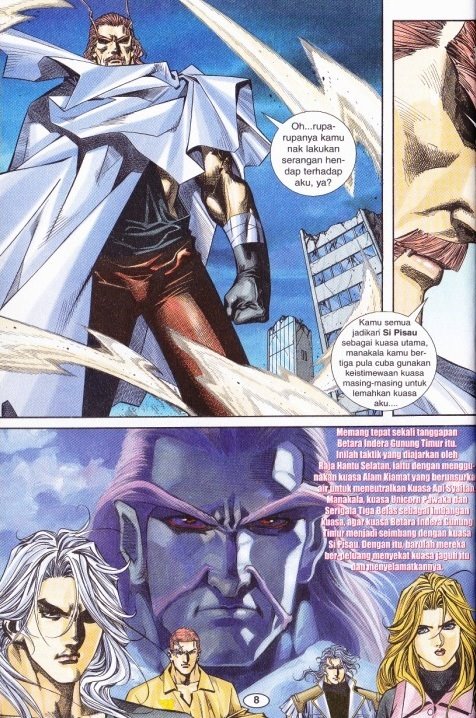 Oh...rupa-
rupanya kamu
nak lakukan
serangan hen-
dap terhadap
aku, ya?
Kamu semua
jadikan Si Pisau
sebagai kuasa utama,
manakala kamu ber-
tiga pula cuba gunakan
keistimewaan kuasa
masing-masing untuk
lemahkan kuasa
aku....
Memang tepat sekali tanggapan
Betara Indera Gunung Timur itu.
Inilah taktik yang diajarkan oleh
Raja Hantu Selatan, iaitu dengan menggu-
nakan kuasa Alam Xiamat yang berunsurka
air untuk meneutralkan Kuasa Api Syaitan
Manakala, kuasa Unicorn Pawaka dan
Serigala Tiga Belas sebagai imbangan
kuasa, agar kuasa Betara Indera Gunung
Timur menjadi seimbang dengan kuasa
Si Pisau. Dengan itu, barulah mereka
berpeluang menyekat kuasa jaguh itu
dan menyelamatkannya.
8